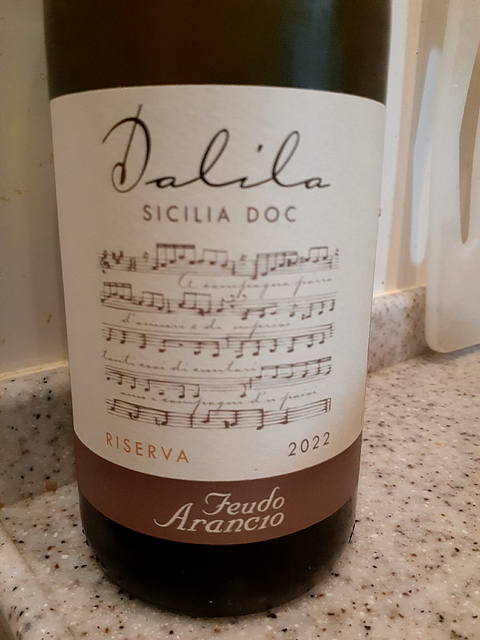 Dalila
SICILIA DOC
RISERVA
2022
Feudo
Arancio